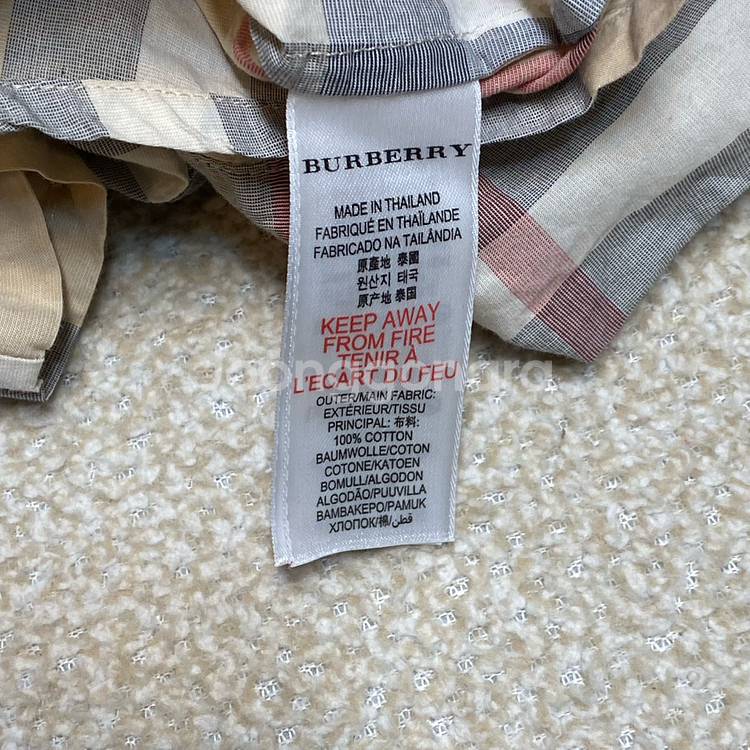 BURBERRY
MADE IN THAILAND
FABRIQUÉ EN THAÏLANDE
FABRICADO NA TAILÂNDIA
原產地 泰國
원산지 태국
原产地 泰国
KEEP AWAY
FROM FIRE
TENIR À
L'ECART DU FEU
OUTER/MAIN FABRIC:
EXTÉRIEUR/TISSU
PRINCIPAL: 布料:
100% COTTON
BAUMWOLLE/COTON
COTONE/KATOEN
BOMULL/ALGODON
ALGODÃO/PUUVILLA
BAMBAKEPO/PAMUK
ХЛОПОК/棉/قطن